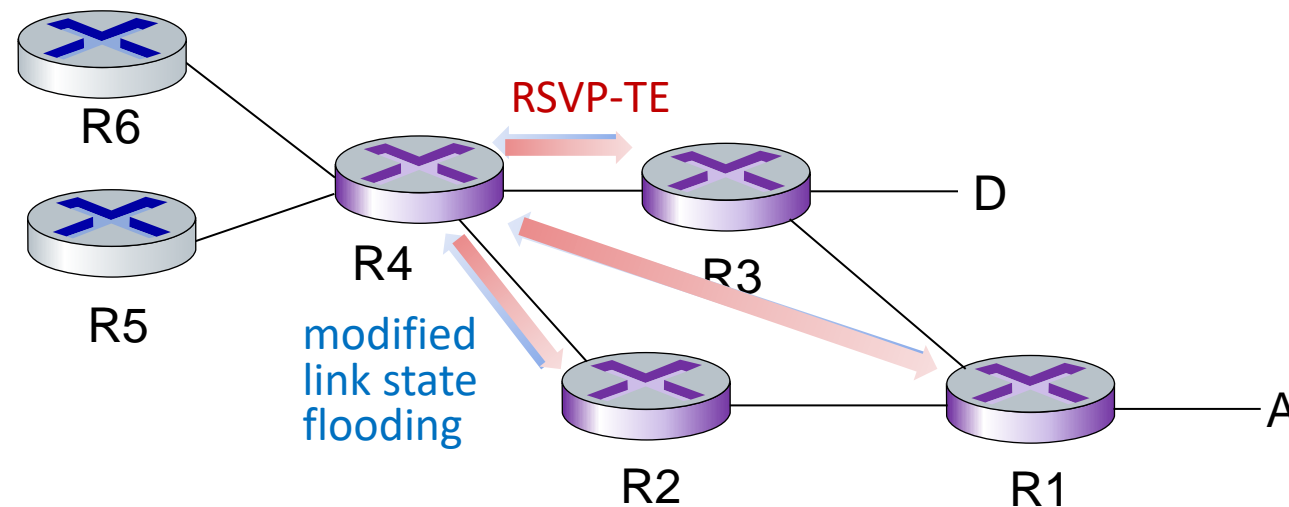 RSVP-TE
R6
D
R4
R3
R5
modified
link state
flooding
A
R2
R1